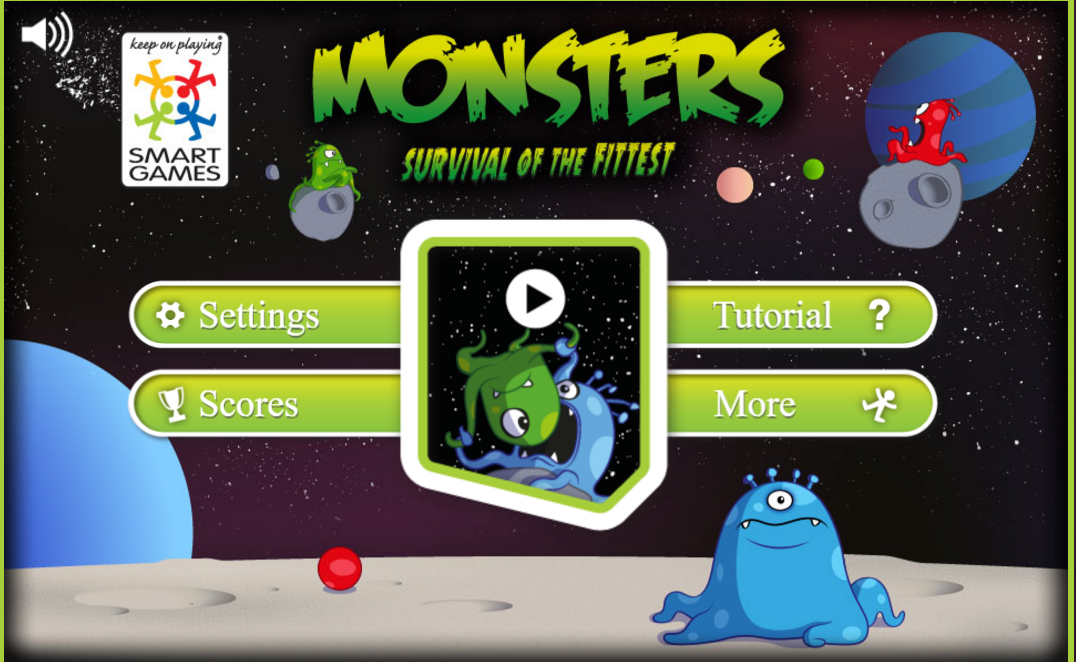 keep on playing
SMART
GAMES
MONSTERS
SURVIVAL OF THE FITTEST
Settings
Tutorial ?
Scores
More